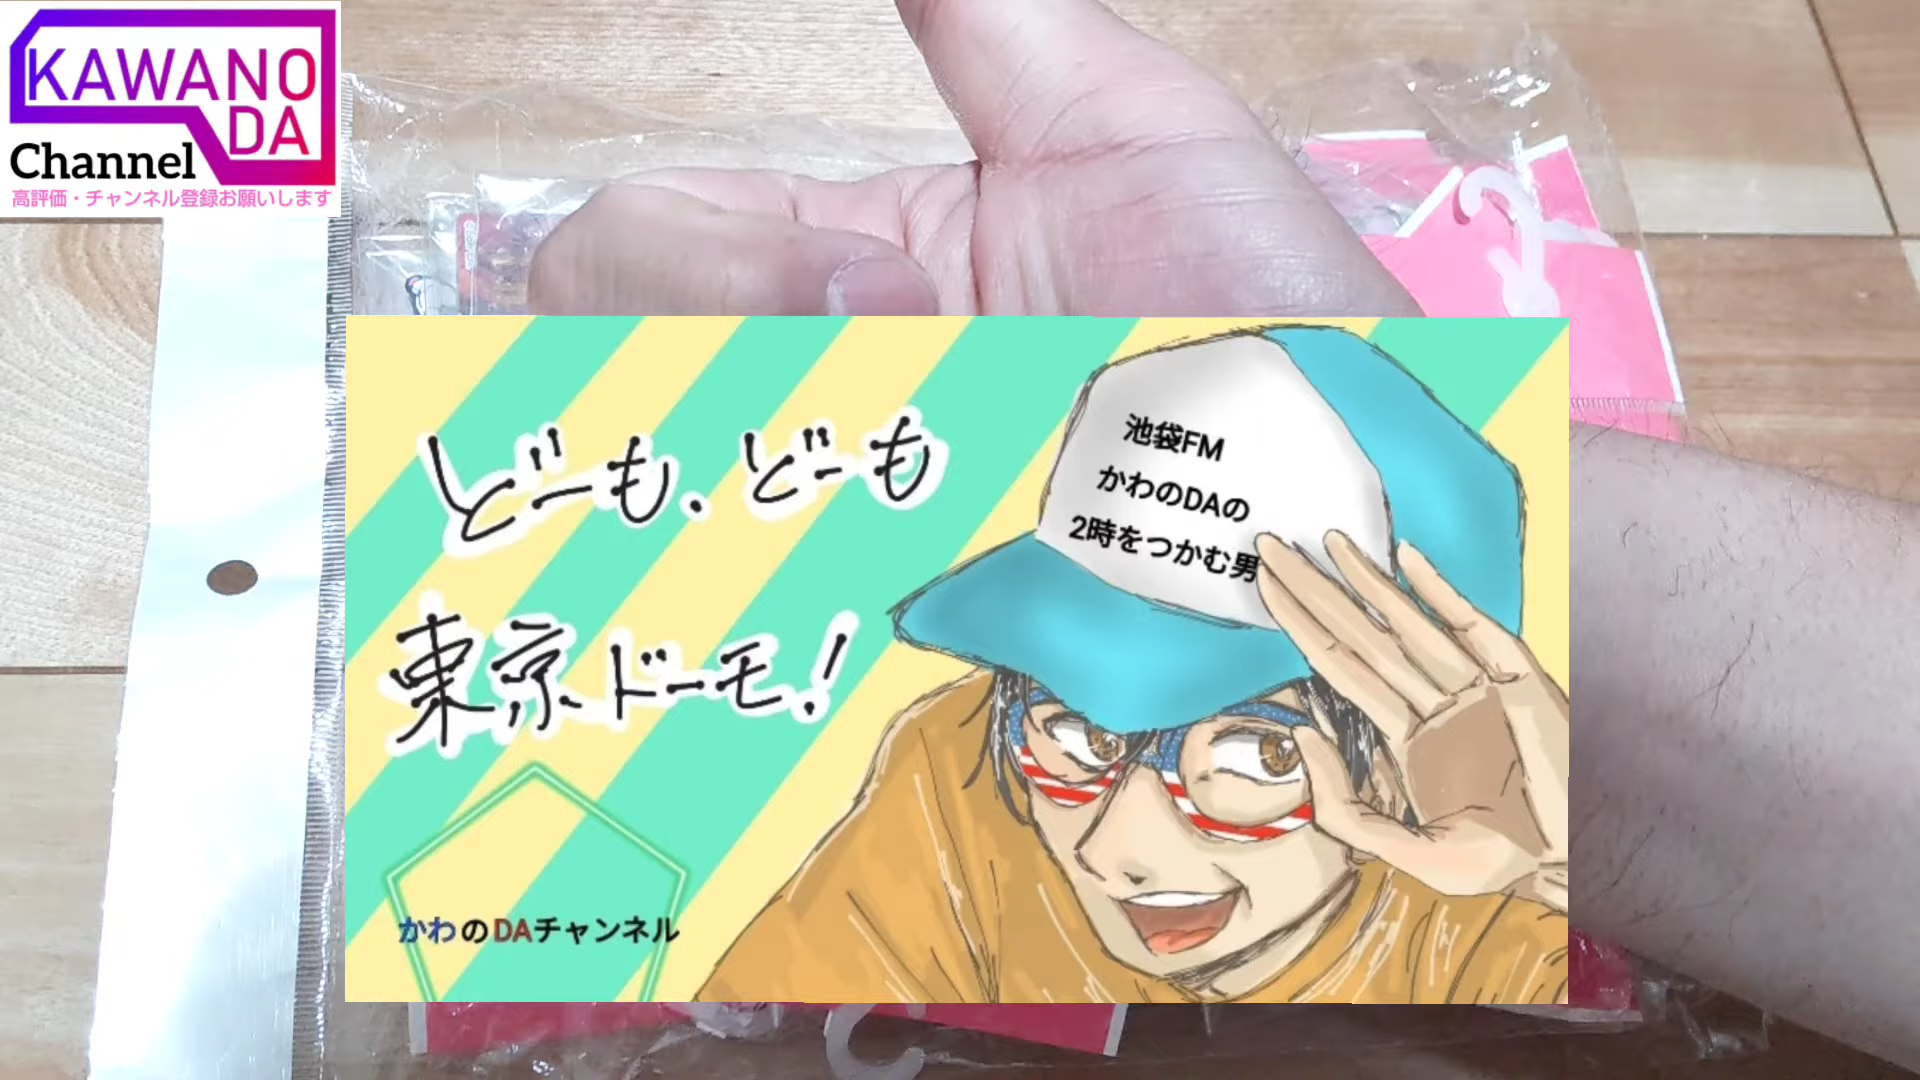 KAWANO
DA
Channel
高評価・チャンネル登録お願いします
どーも、どーも
東京ドーモ！
池袋FM
かわのDAの
2時をつかむ男
かわのDAチャンネル